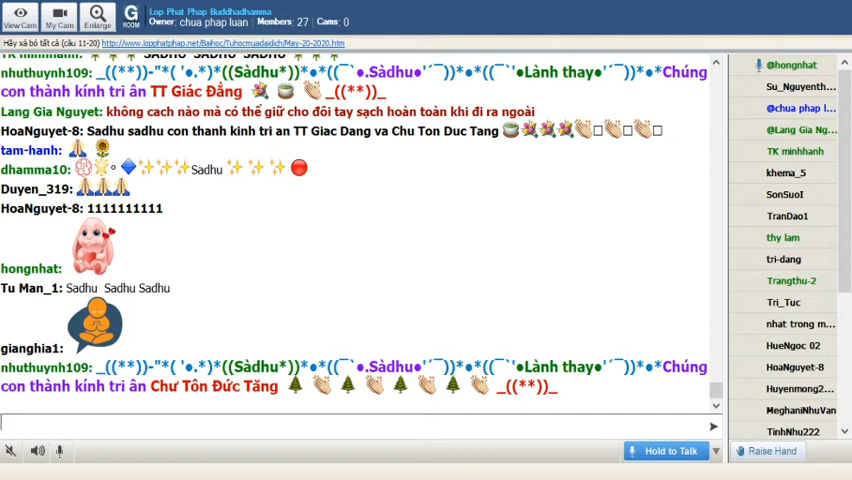 View Cam
My Cam
Enlarge
G
ROOM
Lop Phat Phap Buddhadhamma
Owner: chua phap luan Members: 27 Cams: 0
Hãy xả bỏ tất cả (câu 11-20) http://www.lopphatphap.net/Baihoc/Tuhocmuadaidich/May-20-2020.htm
nhuthuynh109: _((**))-"*( '•.*)*((Sàdhu*))*•*((¯`•.Sàdhu•'´¯))*•*((¯`'•Lành thay•'´¯))*•*Chúng
con thành kính tri ân TT Giác Đẳng _((**))_
Lang Gia Nguyet: không cach nào mà có thể giữ cho đôi tay sạch hoàn toàn khi đi ra ngoài
HoaNguyet-8: Sadhu sadhu con thanh kinh tri an TT Giac Dang va Chu Ton Duc Tang
tam-hanh:
dhamma10: Sadhu
Duyen_319:
HoaNguyet-8: 1111111111
hongnhat:
Tu Man_1: Sadhu Sadhu Sadhu
gianghia1:
nhuthuynh109: _((**))-"*( '•.*)*((Sàdhu*))*•*((¯`•.Sàdhu•'´¯))*•*((¯`'•Lành thay•'´¯))*•*Chúng
con thành kính tri ân Chư Tôn Đức Tăng _((**))_
Hold to Talk
@hongnhat
Su_Nguyenth...
@chua phap l...
@Lang Gia Ng...
TK minhhanh
khema_5
SonSuoI
TranDao1
thy lam
tri-dang
Trangthu-2
Tri_Tuc
nhat trong m...
HueNgoc 02
HoaNguyet-8
Huyenmong2...
MeghaniNhuVan
TinhNhu222
Raise Hand